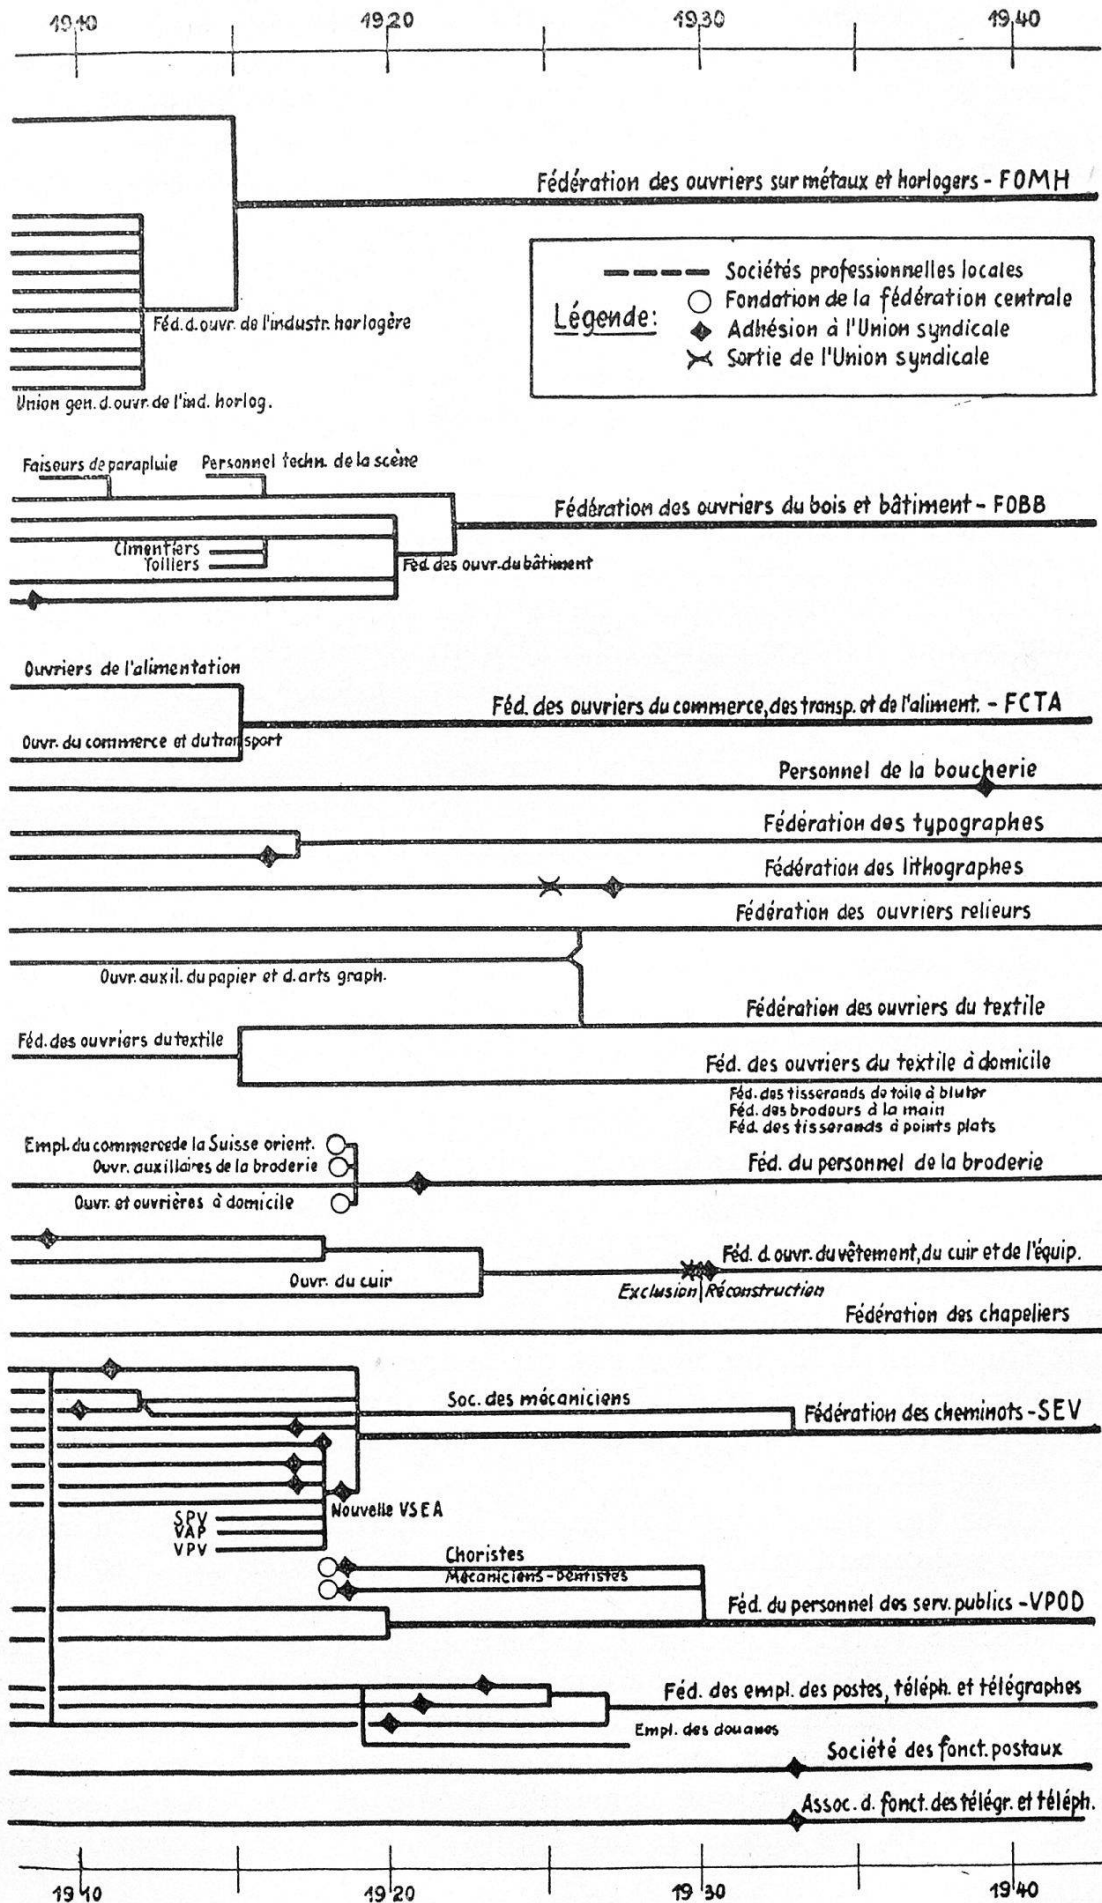 1910 1920 1930 1940
Fédération des ouvriers sur métaux et horlogers - FOMH
Légende:
Sociétés professionnelles locales
Fondation de la fédération centrale
Adhésion à l'Union syndicale
Sortie de l'Union syndicale
Féd. d. ouvr. de l'industr. horlogère
Union gen. d. ouvr. de l'ind. horlog.
Faiseurs de parapluie
Personnel techn. de la scène
Fédération des ouvriers du bois et bâtiment - FOBB
Cimentiers
Toiliers
Féd. des ouvr. du bâtiment
Ouvriers de l'alimentation
Féd. des ouvriers du commerce, des transp. et de l'aliment. - FCTA
Ouvr. du commerce et du transport
Personnel de la boucherie
Fédération des typographes
Fédération des lithographes
Fédération des ouvriers relieurs
Ouvr. auxil. du papier et d. arts graph.
Fédération des ouvriers du textile
Féd. des ouvriers du textile
Féd. des ouvriers du textile à domicile
Féd. des tisserands de toile à bluter
Féd. des brodeurs à la main
Féd. des tisserands à points plats
Empl. du commerce de la Suisse orient.
Ouvr. auxillaires de la broderie
Féd. du personnel de la broderie
Ouvr. et ouvrières à domicile
Féd. d. ouvr. du vêtement, du cuir et de l'équip.
Ouvr. du cuir
Exclusion Réconstruction
Fédération des chapeliers
Soc. des mécaniciens
Fédération des cheminots - SEV
Nouvelle VSEA
SPV
VAP
VPV
Choristes
Mécaniciens-Dentistes
Féd. du personnel des serv. publics - VPOD
Féd. des empl. des postes, téléph. et télégraphes
Empl. des douanes
Société des fonct. postaux
Assoc. d. fonct. des télégr. et téléph.
1910 1920 1930 1940